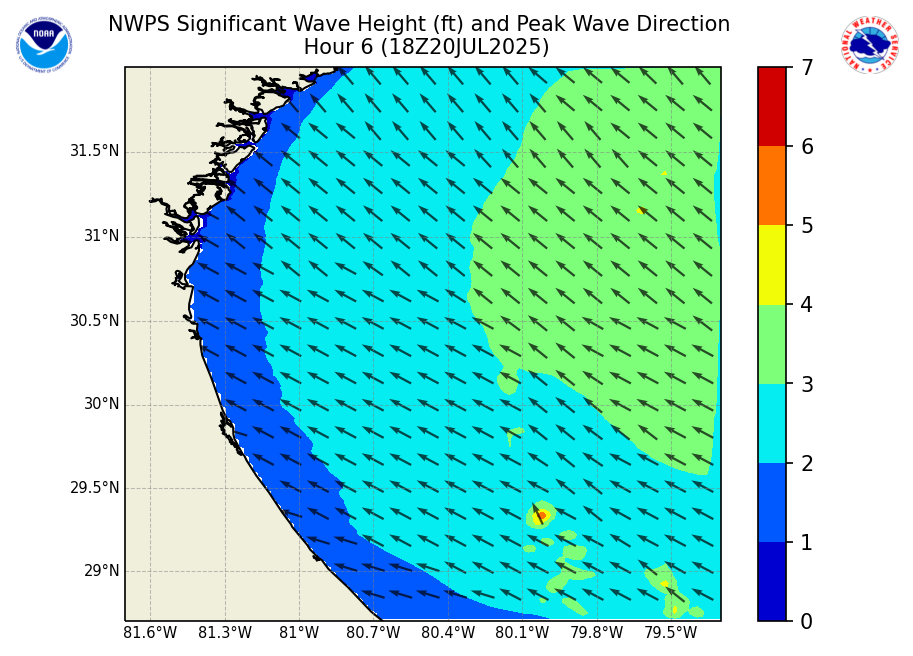 NWPS Significant Wave Height (ft) and Peak Wave Direction
Hour 6 (18Z20JUL2025)
NOAA
NATIONAL WEATHER SERVICE
7
6
5
4
3
2
1
0
31.5°N
31°N
30.5°N
30°N
29.5°N
29°N
81.6°W 81.3°W 81°W 80.7°W 80.4°W 80.1°W 79.8°W 79.5°W